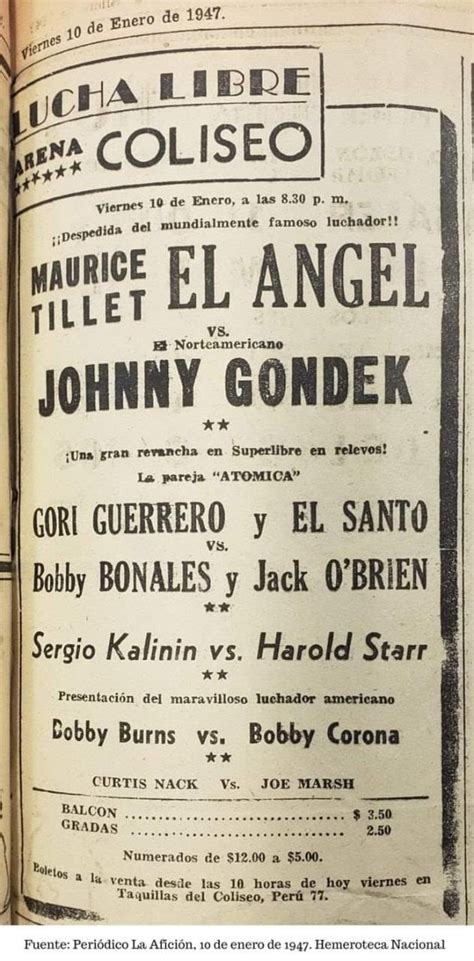 Viernes 10 de Enero de 1947.
LUCHA LIBRE
ARENA COLISEO
Viernes 10 de Enero, a las 8.30 p. m.
¡¡Despedida del mundialmente famoso luchador!!
MAURICE TILLET EL ANGEL
VS.
El Norteamericano
JOHNNY GONDEK
¡Una gran revancha en Superlibre en relevos!
La pareja "ATOMICA"
GORI GUERRERO y EL SANTO
VS.
Bobby BONALES y Jack O'BRIEN
Sergio Kalinin vs. Harold Starr
Presentación del maravilloso luchador americano
Bobby Burns vs. Bobby Corona
CURTIS NACK Vs. JOE MARSH
BALCON ........................ $ 3.50
GRADAS ........................ 2.50
Numerados de $12.00 a $5.00.
Boletos a la venta desde las 10 horas de hoy viernes en
Taquillas del Coliseo, Perú 77.
Fuente: Periódico La Afición, 10 de enero de 1947. Hemeroteca Nacional